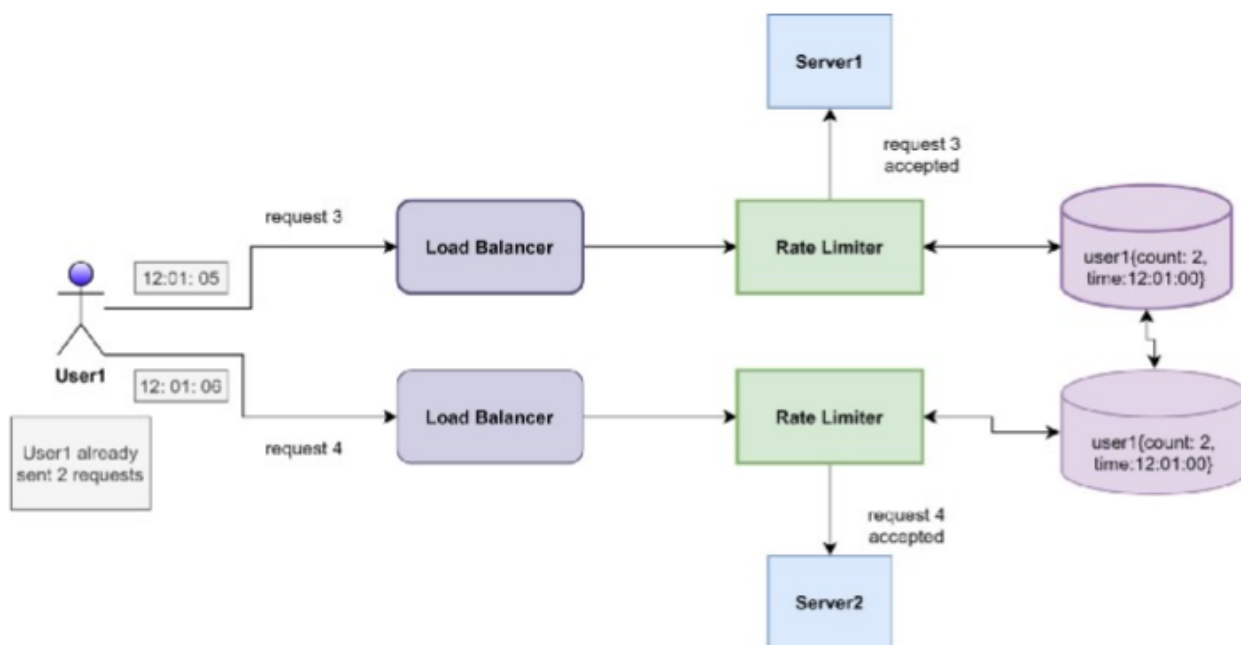 Server1
request 3
accepted
request 3
Load Balancer
Rate Limiter
user1{count: 2,
time:12:01:00}
12:01: 05
User1
12: 01: 06
Load Balancer
Rate Limiter
user1{count: 2,
time:12:01:00}
request 4
User1 already
sent 2 requests
request 4
accepted
Server2